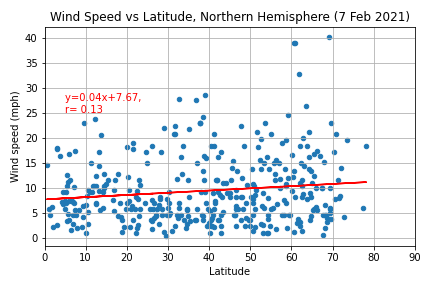 Wind Speed vs Latitude, Northern Hemisphere (7 Feb 2021)
40
35
30
25
20
15
10
5
0
Wind speed (mph)
y=0.04x+7.67,
r= 0.13
0 10 20 30 40 50 60 70 80 90
Latitude